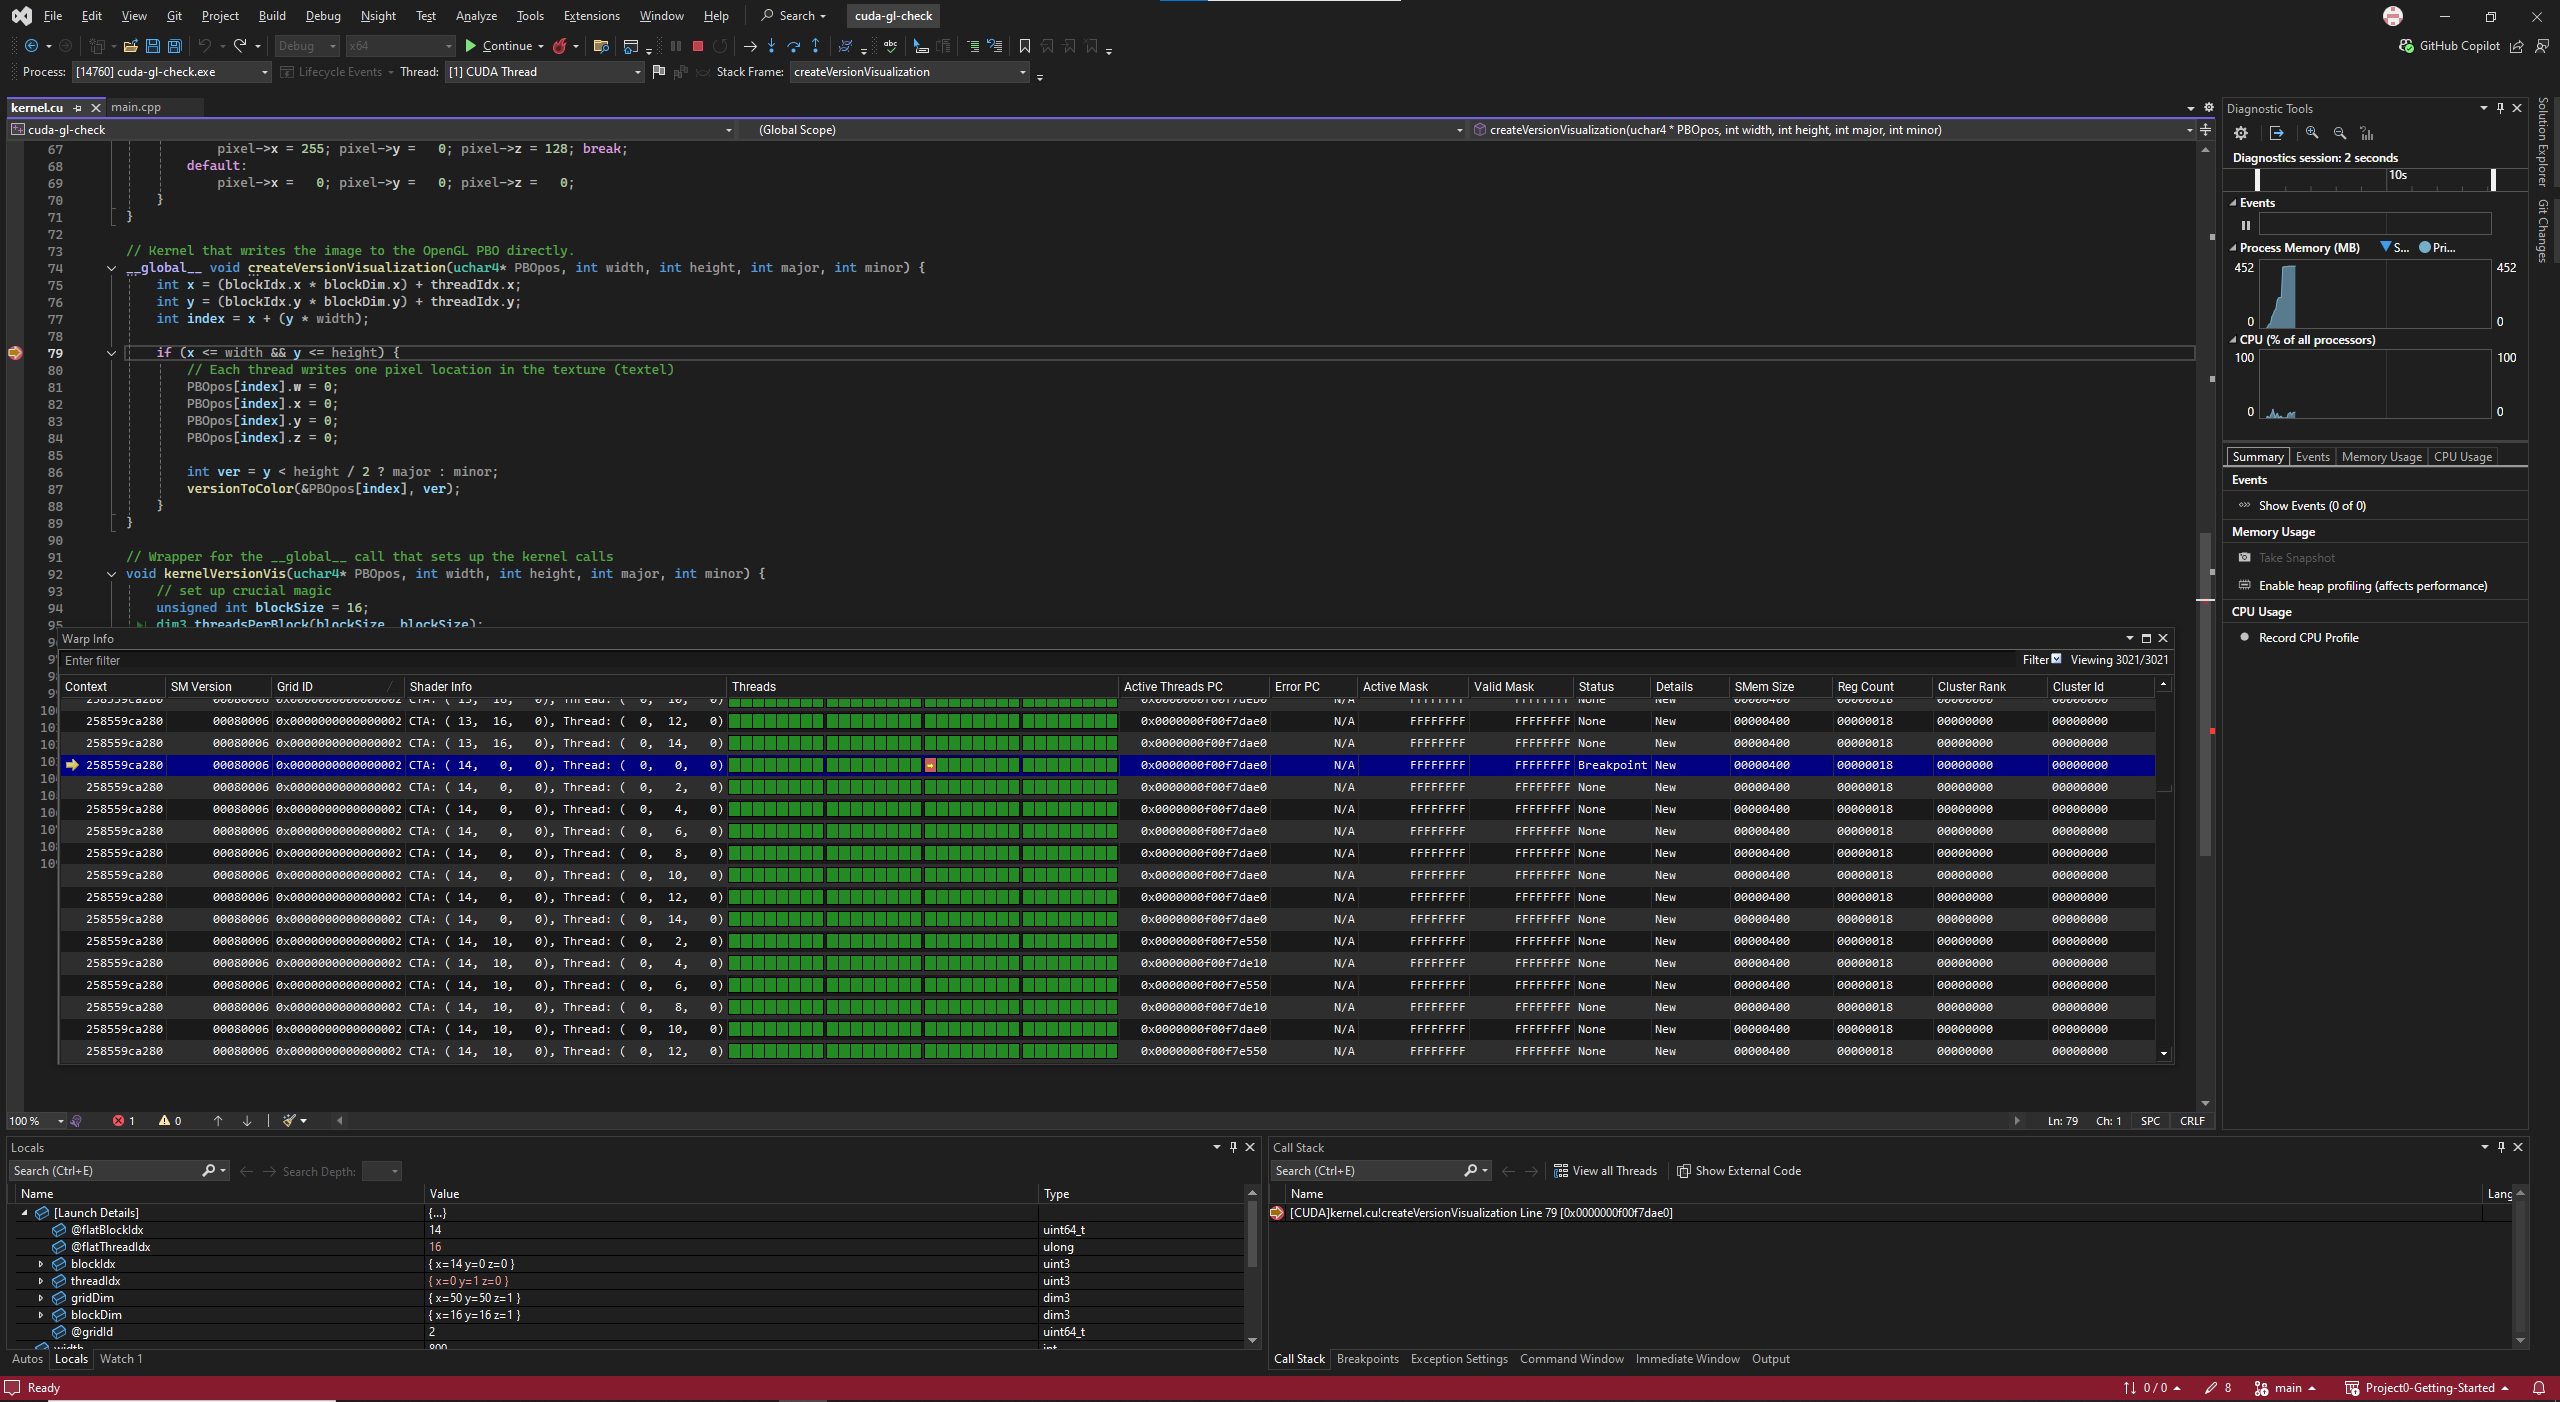 File Edit View Git Project Build Debug Nsight Test Analyze Tools Extensions Window Help Search cuda-gl-check
Debug x64 Continue GitHub Copilot
Process: [14760] cuda-gl-check.exe Lifecycle Events Thread: [1] CUDA Thread Stack Frame: createVersionVisualization
kernel.cu main.cpp
cuda-gl-check (Global Scope) createVersionVisualization(uchar4 * PBOpos, int width, int height, int major, int minor)
67 pixel->x = 255; pixel->y =   0; pixel->z = 128; break;
68 default:
69 pixel->x =   0; pixel->y =   0; pixel->z =   0;
70 }
71 }
72
73 // Kernel that writes the image to the OpenGL PBO directly.
74 __global__ void createVersionVisualization(uchar4* PBOpos, int width, int height, int major, int minor) {
75 int x = (blockIdx.x * blockDim.x) + threadIdx.x;
76 int y = (blockIdx.y * blockDim.y) + threadIdx.y;
77 int index = x + (y * width);
78
79 if (x <= width && y <= height) {
80 // Each thread writes one pixel location in the texture (textel)
81 PBOpos[index].w = 0;
82 PBOpos[index].x = 0;
83 PBOpos[index].y = 0;
84 PBOpos[index].z = 0;
85
86 int ver = y < height / 2 ? major : minor;
87 versionToColor(&PBOpos[index], ver);
88 }
89 }
90
91 // Wrapper for the __global__ call that sets up the kernel calls
92 void kernelVersionVis(uchar4* PBOpos, int width, int height, int major, int minor) {
93 // set up crucial magic
94 unsigned int blockSize = 16;
95 dim3 threadsPerBlock(blockSize, blockSize);
Warp Info
Enter filter Filter Viewing 3021/3021
Context SM Version Grid ID Shader Info Threads Active Threads PC Error PC Active Mask Valid Mask Status Details SMem Size Reg Count Cluster Rank Cluster Id
258559ca280 00080006 0x0000000000000002 CTA: ( 13,  16,   0), Thread: (  0,  12,   0) 0x0000000f00f7dae0 N/A FFFFFFFF FFFFFFFF None New 00000400 00000018 00000000 00000000
258559ca280 00080006 0x0000000000000002 CTA: ( 13,  16,   0), Thread: (  0,  14,   0) 0x0000000f00f7dae0 N/A FFFFFFFF FFFFFFFF None New 00000400 00000018 00000000 00000000
258559ca280 00080006 0x0000000000000002 CTA: ( 14,   0,   0), Thread: (  0,   0,   0) 0x0000000f00f7dae0 N/A FFFFFFFF FFFFFFFF Breakpoint New 00000400 00000018 00000000 00000000
258559ca280 00080006 0x0000000000000002 CTA: ( 14,   0,   0), Thread: (  0,   2,   0) 0x0000000f00f7dae0 N/A FFFFFFFF FFFFFFFF None New 00000400 00000018 00000000 00000000
258559ca280 00080006 0x0000000000000002 CTA: ( 14,   0,   0), Thread: (  0,   4,   0) 0x0000000f00f7dae0 N/A FFFFFFFF FFFFFFFF None New 00000400 00000018 00000000 00000000
258559ca280 00080006 0x0000000000000002 CTA: ( 14,   0,   0), Thread: (  0,   6,   0) 0x0000000f00f7dae0 N/A FFFFFFFF FFFFFFFF None New 00000400 00000018 00000000 00000000
258559ca280 00080006 0x0000000000000002 CTA: ( 14,   0,   0), Thread: (  0,   8,   0) 0x0000000f00f7dae0 N/A FFFFFFFF FFFFFFFF None New 00000400 00000018 00000000 00000000
258559ca280 00080006 0x0000000000000002 CTA: ( 14,   0,   0), Thread: (  0,  10,   0) 0x0000000f00f7dae0 N/A FFFFFFFF FFFFFFFF None New 00000400 00000018 00000000 00000000
258559ca280 00080006 0x0000000000000002 CTA: ( 14,   0,   0), Thread: (  0,  12,   0) 0x0000000f00f7dae0 N/A FFFFFFFF FFFFFFFF None New 00000400 00000018 00000000 00000000
258559ca280 00080006 0x0000000000000002 CTA: ( 14,   0,   0), Thread: (  0,  14,   0) 0x0000000f00f7dae0 N/A FFFFFFFF FFFFFFFF None New 00000400 00000018 00000000 00000000
258559ca280 00080006 0x0000000000000002 CTA: ( 14,  10,   0), Thread: (  0,   2,   0) 0x0000000f00f7e550 N/A FFFFFFFF FFFFFFFF None New 00000400 00000018 00000000 00000000
258559ca280 00080006 0x0000000000000002 CTA: ( 14,  10,   0), Thread: (  0,   4,   0) 0x0000000f00f7de10 N/A FFFFFFFF FFFFFFFF None New 00000400 00000018 00000000 00000000
258559ca280 00080006 0x0000000000000002 CTA: ( 14,  10,   0), Thread: (  0,   6,   0) 0x0000000f00f7e550 N/A FFFFFFFF FFFFFFFF None New 00000400 00000018 00000000 00000000
258559ca280 00080006 0x0000000000000002 CTA: ( 14,  10,   0), Thread: (  0,   8,   0) 0x0000000f00f7de10 N/A FFFFFFFF FFFFFFFF None New 00000400 00000018 00000000 00000000
258559ca280 00080006 0x0000000000000002 CTA: ( 14,  10,   0), Thread: (  0,  10,   0) 0x0000000f00f7dae0 N/A FFFFFFFF FFFFFFFF None New 00000400 00000018 00000000 00000000
258559ca280 00080006 0x0000000000000002 CTA: ( 14,  10,   0), Thread: (  0,  12,   0) 0x0000000f00f7e550 N/A FFFFFFFF FFFFFFFF None New 00000400 00000018 00000000 00000000
100 % 1 0 Ln: 79 Ch: 1 SPC CRLF
Locals
Search (Ctrl+E) Search Depth:
Name Value Type
[Launch Details] {...}
@flatBlockIdx 14 uint64_t
@flatThreadIdx 16 ulong
blockIdx { x=14 y=0 z=0 } uint3
threadIdx { x=0 y=1 z=0 } uint3
gridDim { x=50 y=50 z=1 } dim3
blockDim { x=16 y=16 z=1 } dim3
@gridId 2 uint64_t
width 800 int
Autos Locals Watch 1
Call Stack
Search (Ctrl+E) View all Threads Show External Code
Name Lang
[CUDA]kernel.cu!createVersionVisualization Line 79 [0x0000000f00f7dae0]
Call Stack Breakpoints Exception Settings Command Window Immediate Window Output
Diagnostic Tools
Diagnostics session: 2 seconds
10s
Events
Process Memory (MB) S... Pri...
452 452
0 0
CPU (% of all processors)
100 100
0 0
Summary Events Memory Usage CPU Usage
Events
Show Events (0 of 0)
Memory Usage
Take Snapshot
Enable heap profiling (affects performance)
CPU Usage
Record CPU Profile
Solution Explorer
Git Changes
Ready 0 / 0 8 main Project0-Getting-Started